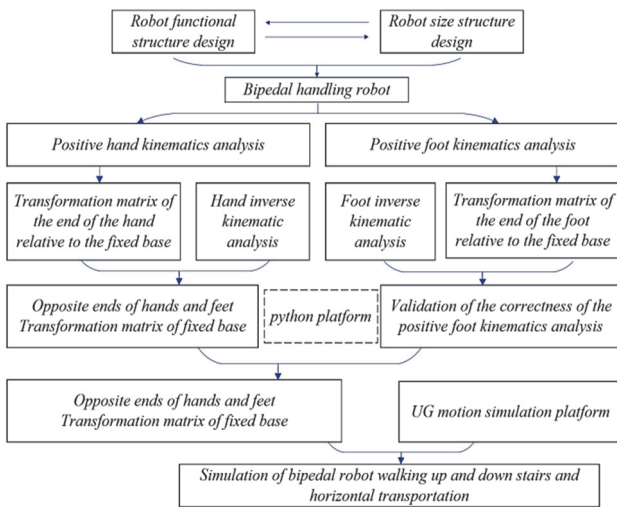 Robot functional
structure design
Robot size structure
design
Bipedal handling robot
Positive hand kinematics analysis
Positive foot kinematics analysis
Transformation matrix of
the end of the hand
relative to the fixed base
Hand inverse
kinematic
analysis
Foot inverse
kinematic
analysis
Transformation matrix of
the end of the foot
relative to the fixed base
Opposite ends of hands and feet
Transformation matrix of fixed base
python platform
Validation of the correctness of the
positive foot kinematics analysis
Opposite ends of hands and feet
Transformation matrix of fixed base
UG motion simulation platform
Simulation of bipedal robot walking up and down stairs and
horizontal transportation